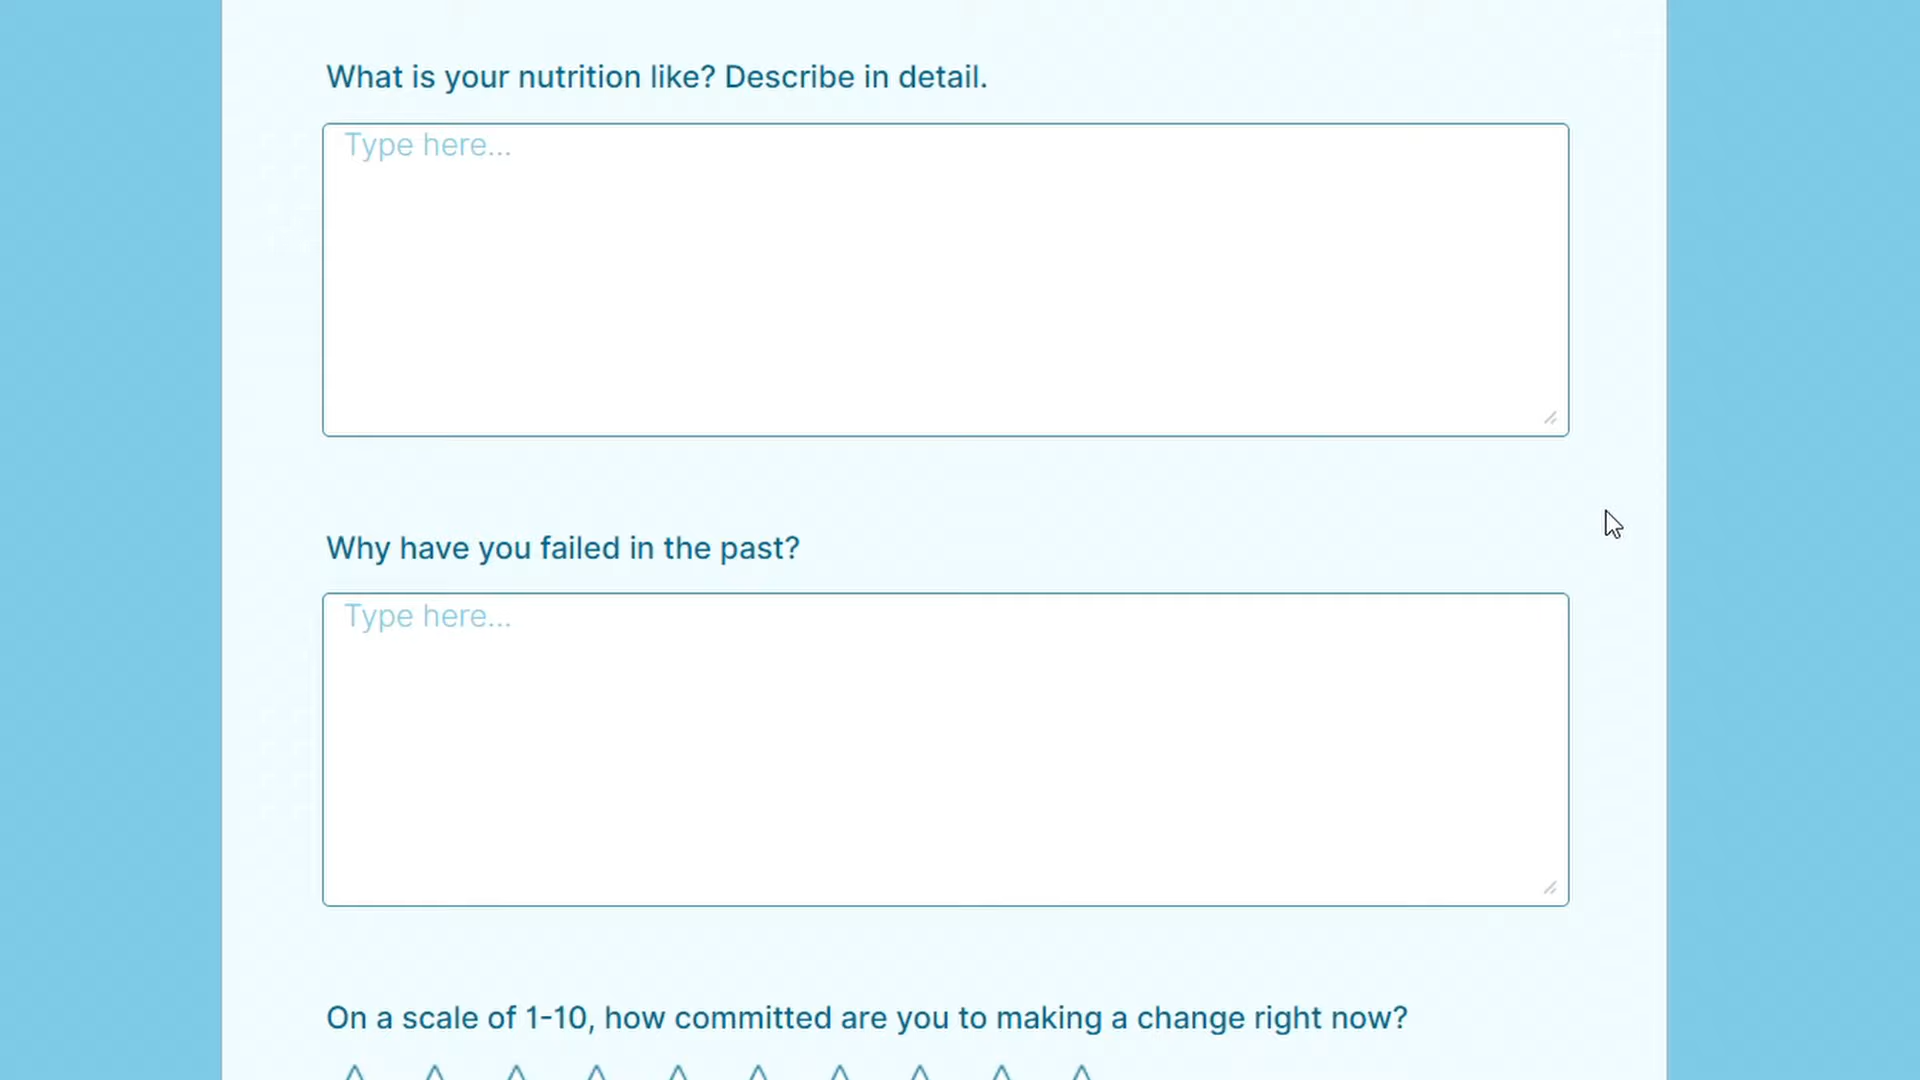 What is your nutrition like? Describe in detail.
Type here...
Why have you failed in the past?
Type here...
On a scale of 1-10, how committed are you to making a change right now?